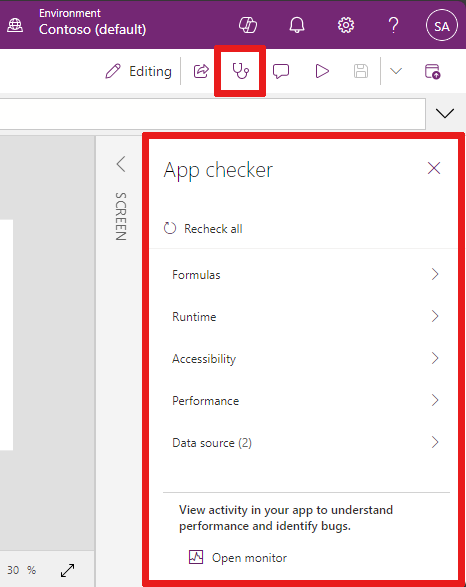 Environment
Contoso (default)
?
SA
Editing
SCREEN
App checker
Recheck all
Formulas
Runtime
Accessibility
Performance
Data source (2)
View activity in your app to understand
performance and identify bugs.
Open monitor
30 %